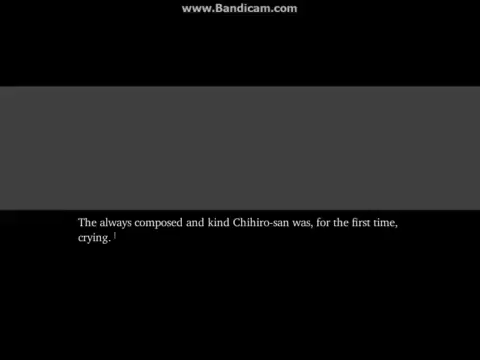 www.Bandicam.com
The always composed and kind Chihiro-san was, for the first time,
crying.